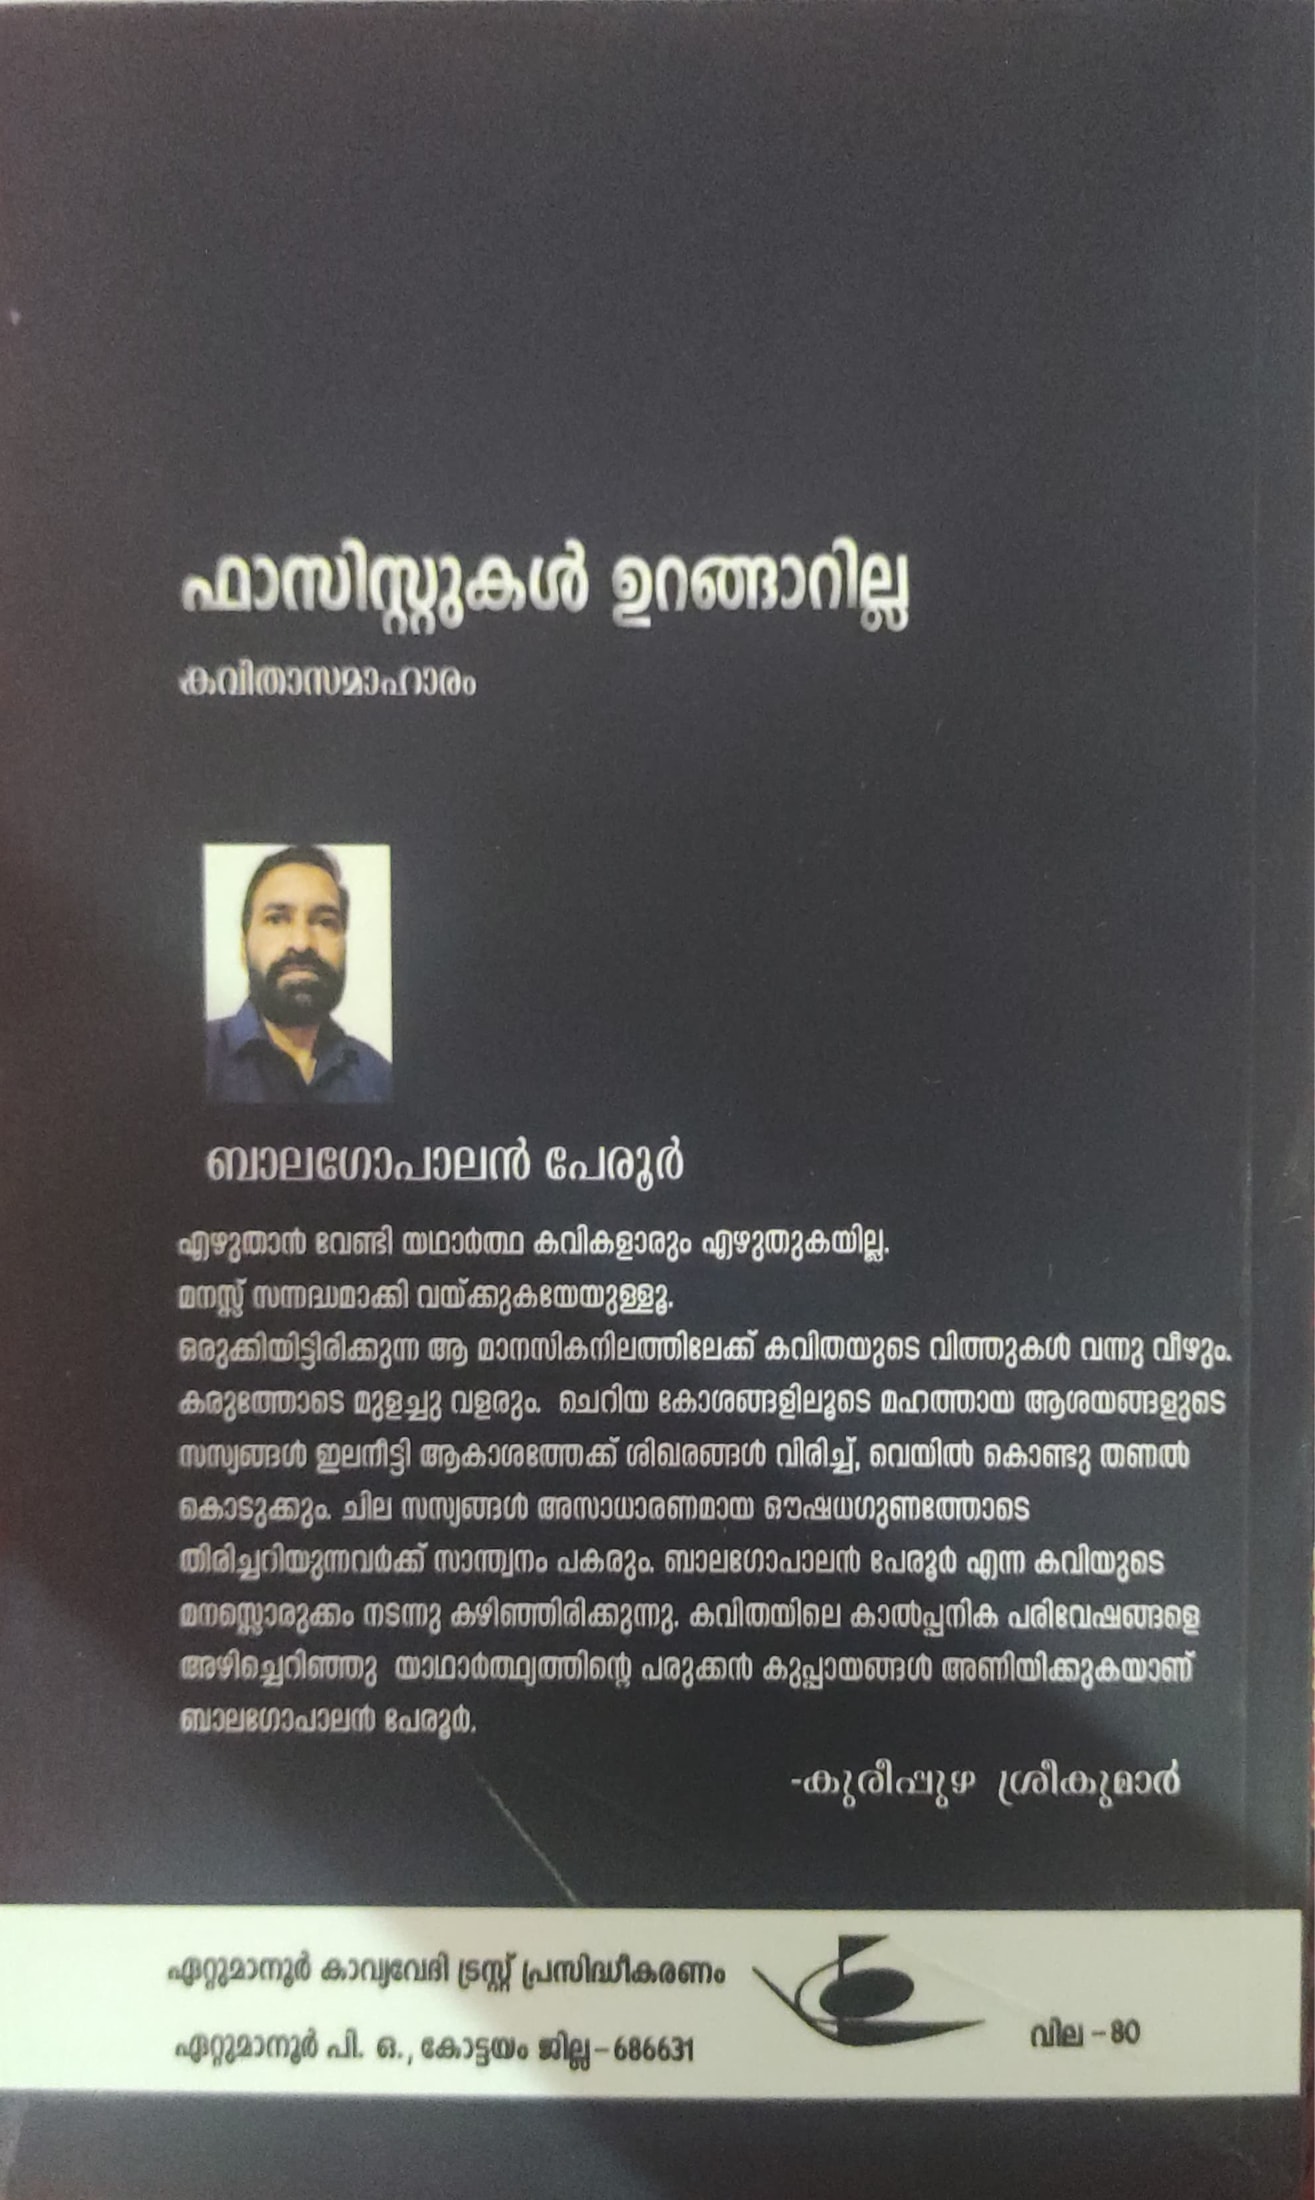 ഫാസിസ്റ്റുകൾ ഉറങ്ങാറില്ല
കവിതാസമാഹാരം
ബാലഗോപാലൻ പേരൂർ
എഴുതാൻ വേണ്ടി യഥാർത്ഥ കവികളാരും എഴുതുകയില്ല.
മനസ്സ് സന്നദ്ധമാക്കി വയ്ക്കുകയേയുള്ളൂ.
ഒരുക്കിയിട്ടിരിക്കുന്ന ആ മാനസികനിലത്തിലേക്ക് കവിതയുടെ വിത്തുകൾ വന്നു വീഴും.
കരുത്തോടെ മുളച്ചു വളരും. ചെറിയ കോശങ്ങളിലൂടെ മഹത്തായ ആശയങ്ങളുടെ
സസ്യങ്ങൾ ഇലനീട്ടി ആകാശത്തേക്ക് ശിഖരങ്ങൾ വിരിച്ച്, വെയിൽ കൊണ്ടു തണൽ
കൊടുക്കും. ചില സസ്യങ്ങൾ അസാധാരണമായ ഔഷധഗുണത്തോടെ
തിരിച്ചറിയുന്നവർക്ക് സാന്ത്വനം പകരും. ബാലഗോപാലൻ പേരൂർ എന്ന കവിയുടെ
മനസ്സൊരുക്കം നടന്നു കഴിഞ്ഞിരിക്കുന്നു. കവിതയിലെ കാൽപ്പനിക പരിവേഷങ്ങളെ
അഴിച്ചെറിഞ്ഞു യാഥാർത്ഥ്യത്തിന്റെ പരുക്കൻ കുപ്പായങ്ങൾ അണിയിക്കുകയാണ്
ബാലഗോപാലൻ പേരൂർ.
-കുരീപ്പുഴ ശ്രീകുമാർ
ഏറ്റുമാനൂർ കാവ്യവേദി ട്രസ്റ്റ് പ്രസിദ്ധീകരണം
ഏറ്റുമാനൂർ പി. ഒ., കോട്ടയം ജില്ല-686631
വില -80